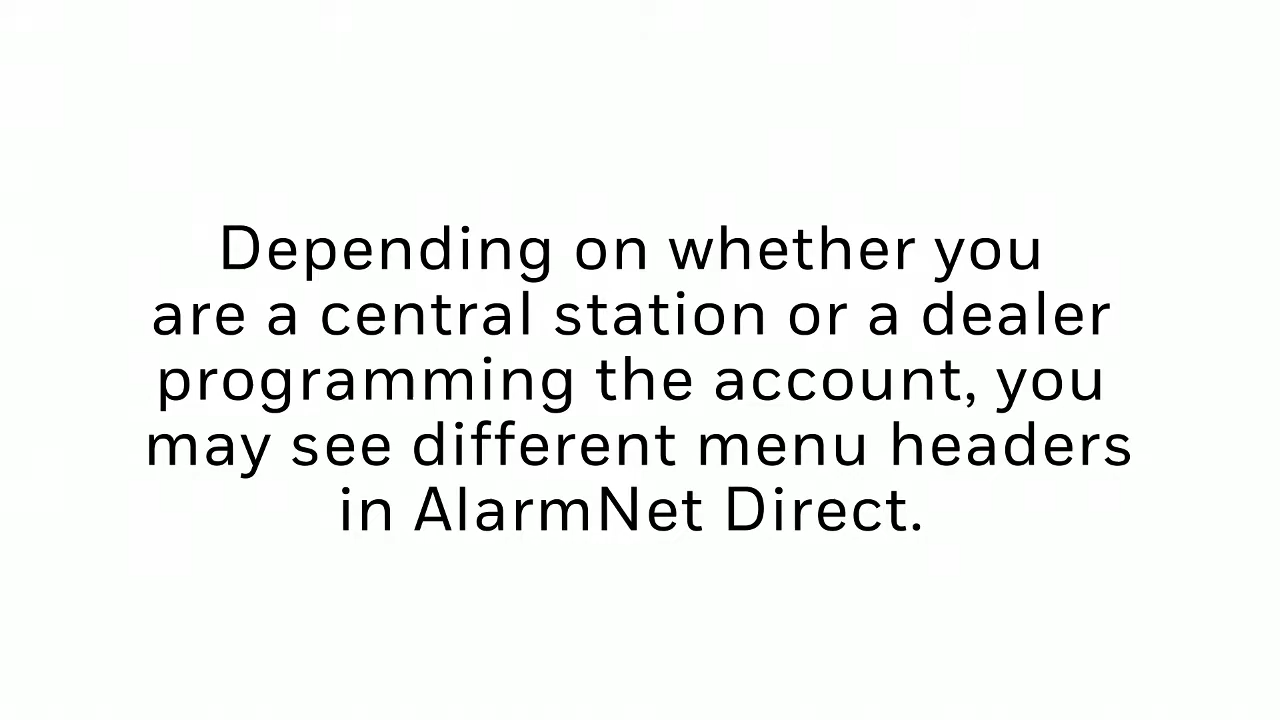 Depending on whether you
are a central station or a dealer
programming the account, you
may see different menu headers
in AlarmNet Direct.